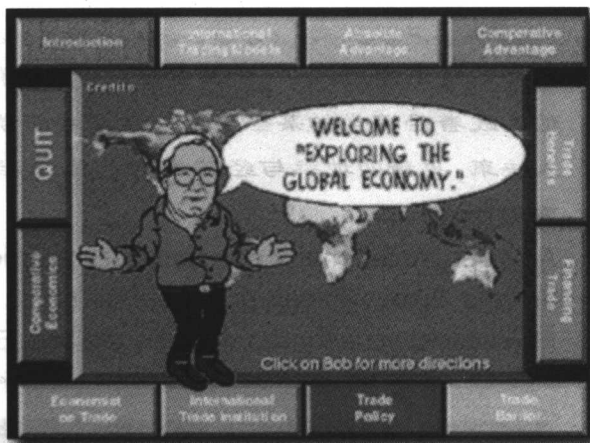 Introduction
International
Trading Models
Absolute
Advantage
Comparative
Advantage
Credits
QUIT
WELCOME TO
"EXPLORING THE
GLOBAL ECONOMY."
Trade
Benefits
Comparative
Economics
Financing
Trade
Click on Bob for more directions
Economist
on Trade
International
Trade Institution
Trade
Policy
Trade
Barrier